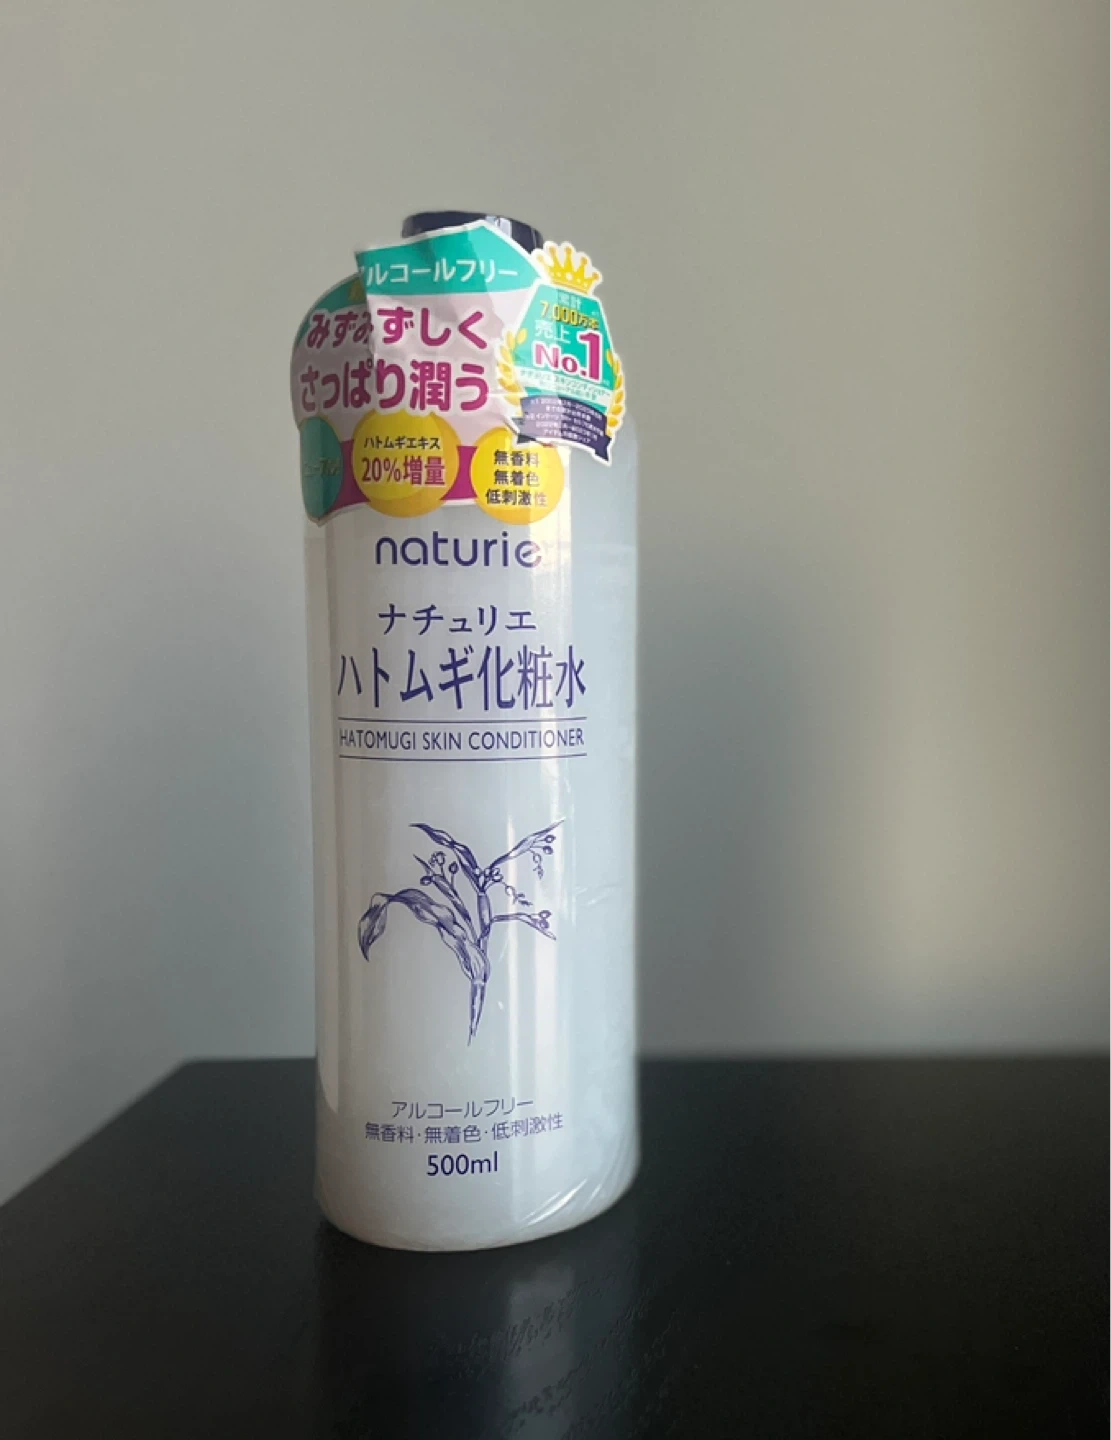 アルコールフリー
みずみずしく
さっぱり潤う
累計
7,000万本
売上
No.1
ハトムギエキス
20%増量
無香料
無着色
低刺激性
naturie
ナチュリエ
ハトムギ化粧水
HATOMUGI SKIN CONDITIONER
アルコールフリー
無香料・無着色・低刺激性
500ml